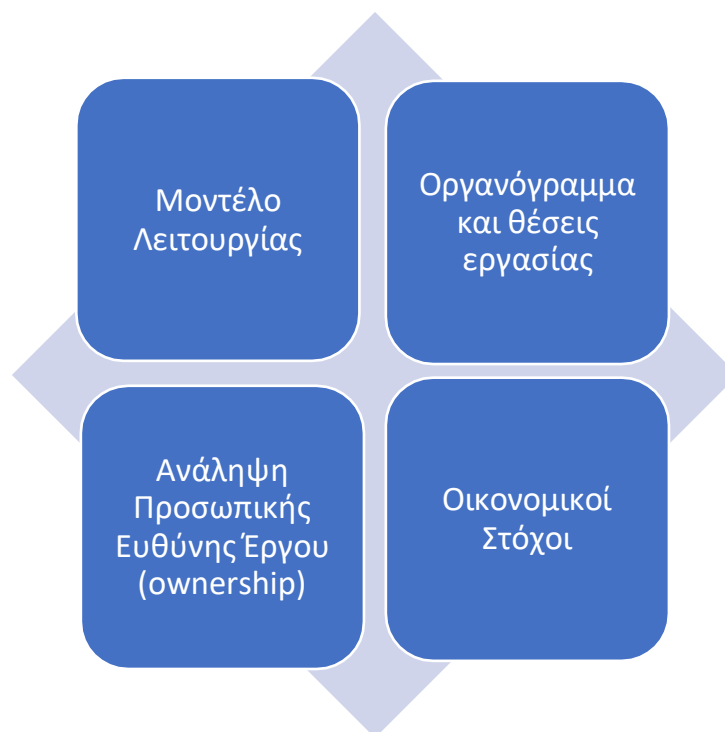 Μοντέλο
Λειτουργίας
Οργανόγραμμα
και θέσεις
εργασίας
Ανάληψη
Προσωπικής
Ευθύνης Έργου
(ownership)
Οικονομικοί
Στόχοι